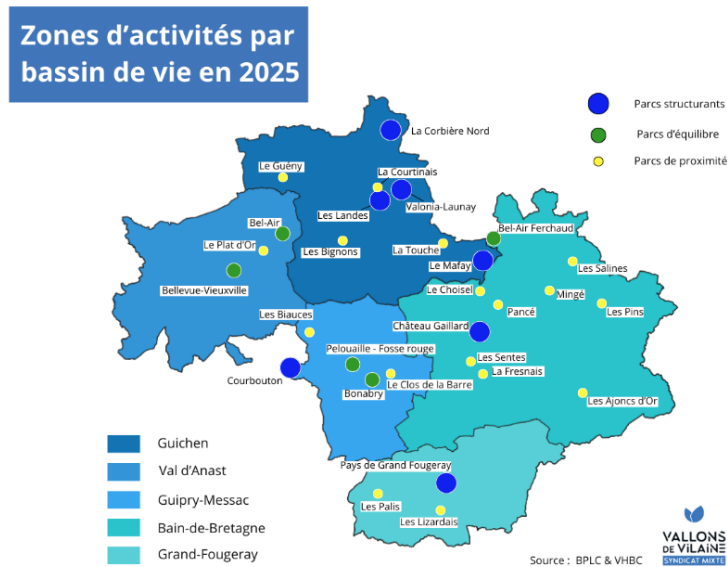 Zones d'activités par
bassin de vie en 2025
Parcs structurants
Parcs d'équilibre
Parcs de proximité
La Corbière Nord
Le Guény
La Courtinais
Les Landes
Valonia-Launay
Bel-Air
Bel-Air Ferchaud
Le Plat d'Or
Les Bignons
La Touche
Le Mafay
Les Salines
Bellevue-Vieuxville
Le Choisel
Mingé
Pancé
Les Pins
Les Biauces
Château Gaillard
Pelouaille - Fosse rouge
Les Sentes
La Fresnais
Courbouton
Bonabry
Le Clos de la Barre
Les Ajoncs d'Or
Guichen
Val d'Anast
Guipry-Messac
Bain-de-Bretagne
Grand-Fougeray
Pays de Grand Fougeray
Les Palis
Les Lizardais
Source : BPLC & VHBC
VALLONS
DE VILAINE
SYNDICAT MIXTE